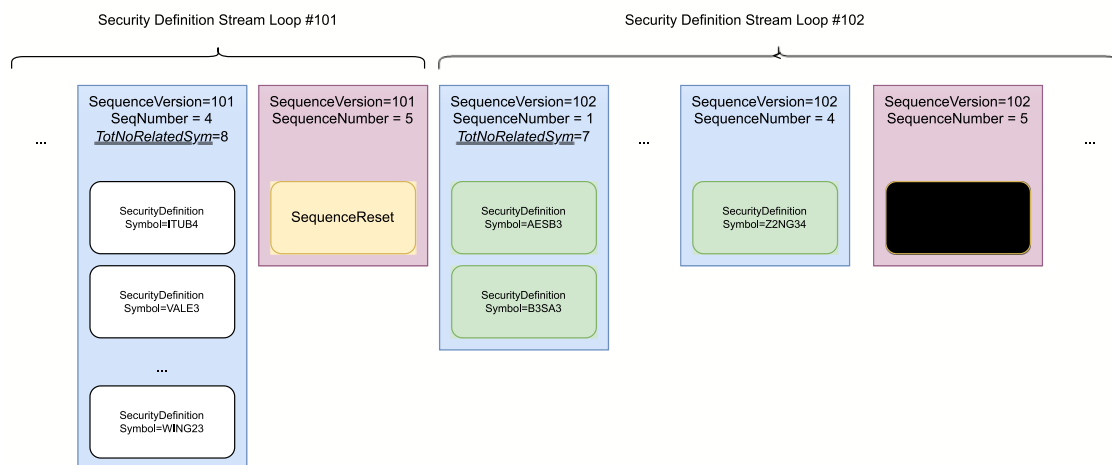 Security Definition Stream Loop #101
Security Definition Stream Loop #102
...
SequenceVersion=101
SeqNumber = 4
TotNoRelatedSym=8
SecurityDefinition
Symbol=ITUB4
SecurityDefinition
Symbol=VALE3
...
SecurityDefinition
Symbol=WING23
SequenceVersion=101
SequenceNumber = 5
SequenceReset
SequenceVersion=102
SequenceNumber = 1
TotNoRelatedSym=7
SecurityDefinition
Symbol=AESB3
SecurityDefinition
Symbol=B3SA3
...
SequenceVersion=102
SequenceNumber = 4
SecurityDefinition
Symbol=Z2NG34
SequenceVersion=102
SequenceNumber = 5
...